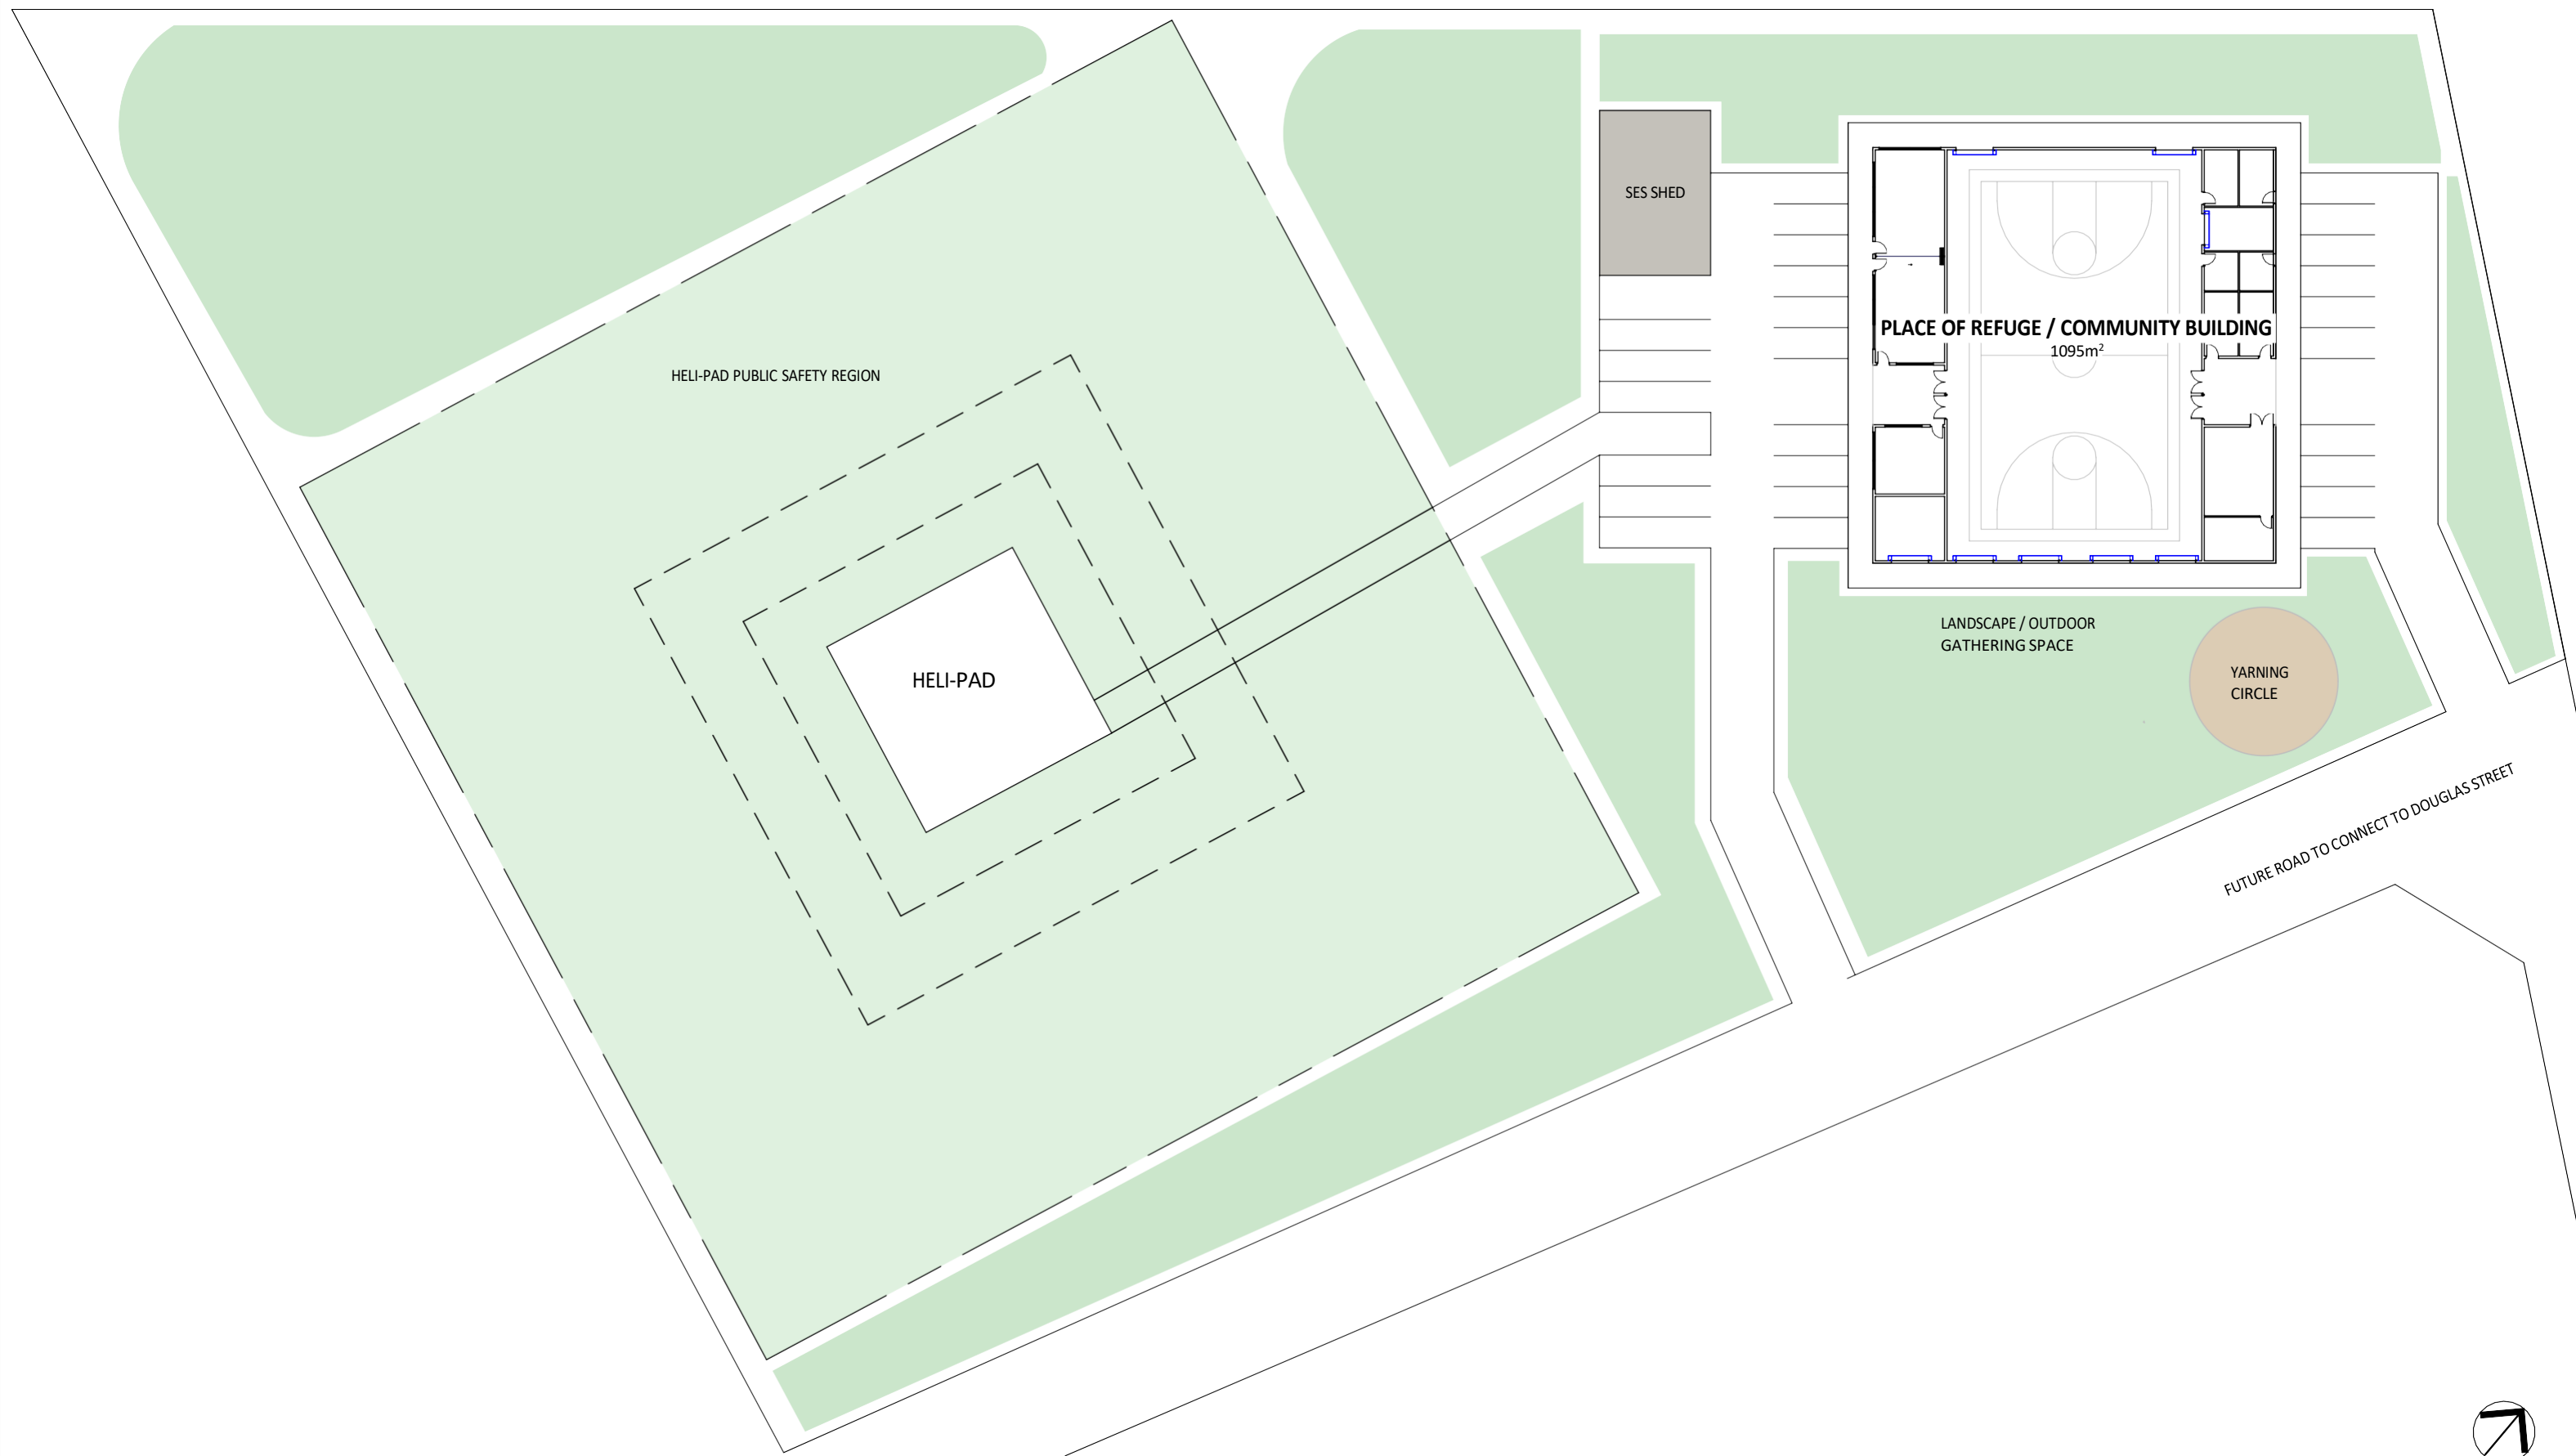 SES SHED
PLACE OF REFUGE / COMMUNITY BUILDING
1095m²
HELI-PAD PUBLIC SAFETY REGION
LANDSCAPE / OUTDOOR
GATHERING SPACE
YARNING
CIRCLE
HELI-PAD
FUTURE ROAD TO CONNECT TO DOUGLAS STREET